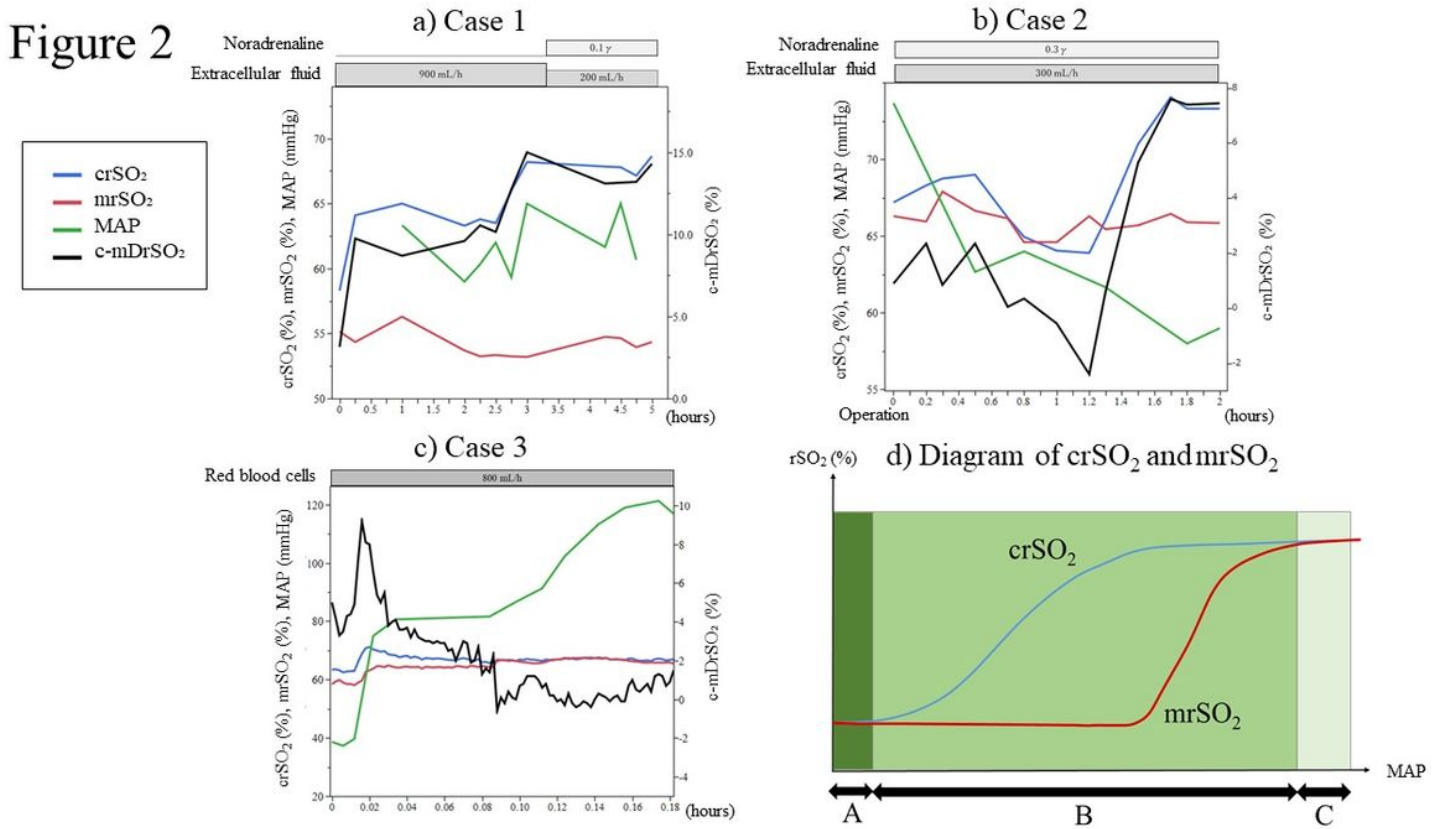 Figure 2
crSO₂
mrSO₂
MAP
c-mDrSO₂
a) Case 1
Noradrenaline
0.1 γ
Extracellular fluid
900 mL/h
200 mL/h
crSO₂ (%), mrSO₂ (%), MAP (mmHg)
70
65
60
55
50
15.0
10.0
5.0
0.0
c-mDrSO₂ (%)
0 0.5 1 1.5 2 2.5 3 3.5 4 4.5 5
(hours)
b) Case 2
Noradrenaline
0.3 γ
Extracellular fluid
300 mL/h
crSO₂ (%), mrSO₂ (%), MAP (mmHg)
70
65
60
55
8
6
4
2
0
-2
c-mDrSO₂ (%)
0 0.2 0.4 0.6 0.8 1 1.2 1.4 1.6 1.8 2
Operation
(hours)
c) Case 3
Red blood cells
800 mL/h
crSO₂ (%), mrSO₂ (%), MAP (mmHg)
120
100
80
60
40
20
10
8
6
4
2
0
-2
-4
c-mDrSO₂ (%)
0 0.02 0.04 0.06 0.08 0.10 0.12 0.14 0.16 0.18
(hours)
d) Diagram of crSO₂ and mrSO₂
rSO₂ (%)
crSO₂
mrSO₂
MAP
A B C